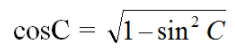 cosC = √(1−sin² C)